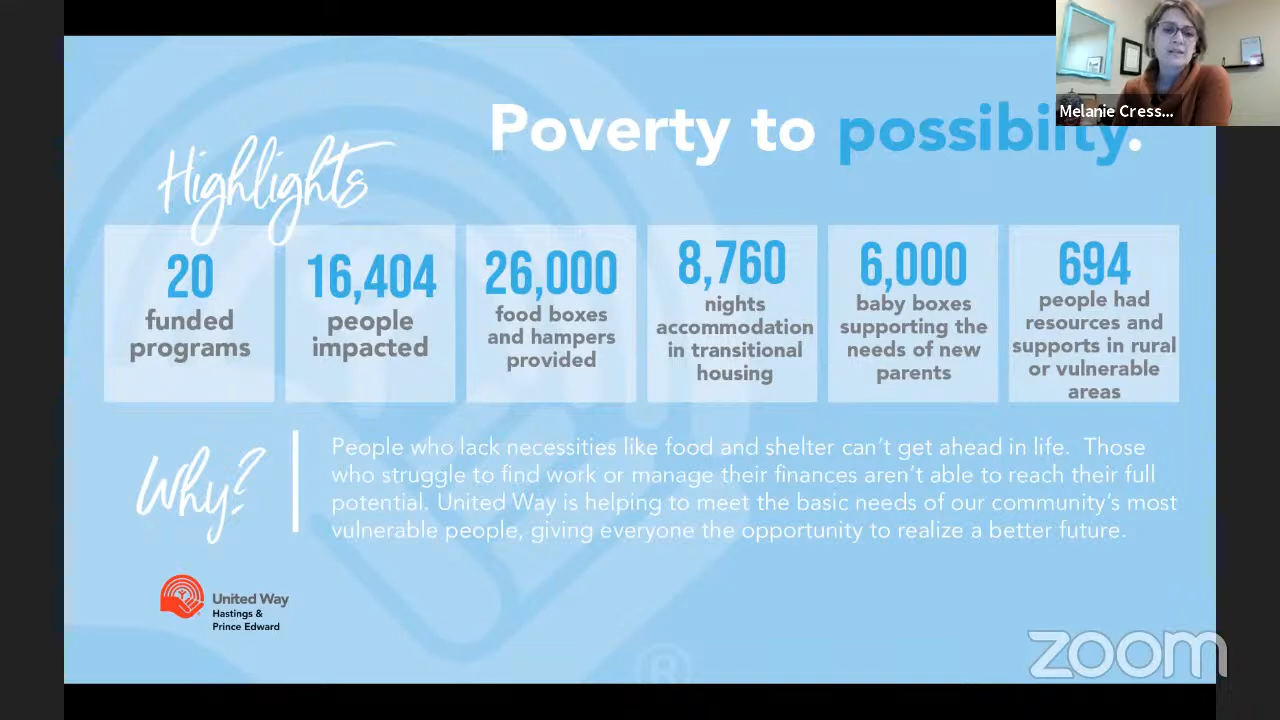 Melanie Cress...
Poverty to possibilty.
Highlights
20
funded
programs
16,404
people
impacted
26,000
food boxes
and hampers
provided
8,760
nights
accommodation
in transitional
housing
6,000
baby boxes
supporting the
needs of new
parents
694
people had
resources and
supports in rural
or vulnerable
areas
Why?
People who lack necessities like food and shelter can't get ahead in life. Those
who struggle to find work or manage their finances aren't able to reach their full
potential. United Way is helping to meet the basic needs of our community's most
vulnerable people, giving everyone the opportunity to realize a better future.
United Way
Hastings &
Prince Edward
zoom
®